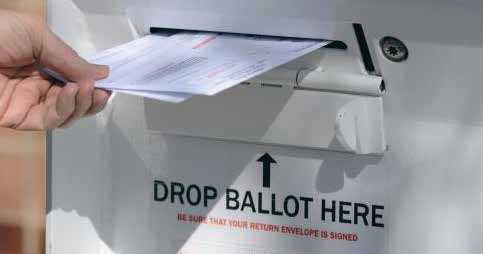 DROP BALLOT HERE
BE SURE THAT YOUR RETURN ENVELOPE IS SIGNED